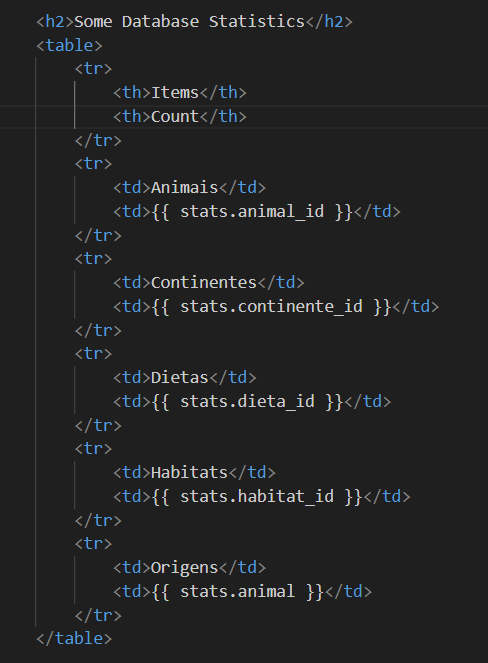 <h2>Some Database Statistics</h2>
<table>
    <tr>
        <th>Items</th>
        <th>Count</th>
    </tr>
    <tr>
        <td>Animais</td>
        <td>{{ stats.animal_id }}</td>
    </tr>
    <tr>
        <td>Continentes</td>
        <td>{{ stats.continente_id }}</td>
    </tr>
    <tr>
        <td>Dietas</td>
        <td>{{ stats.dieta_id }}</td>
    </tr>
    <tr>
        <td>Habitats</td>
        <td>{{ stats.habitat_id }}</td>
    </tr>
    <tr>
        <td>Origens</td>
        <td>{{ stats.animal }}</td>
    </tr>
</table>